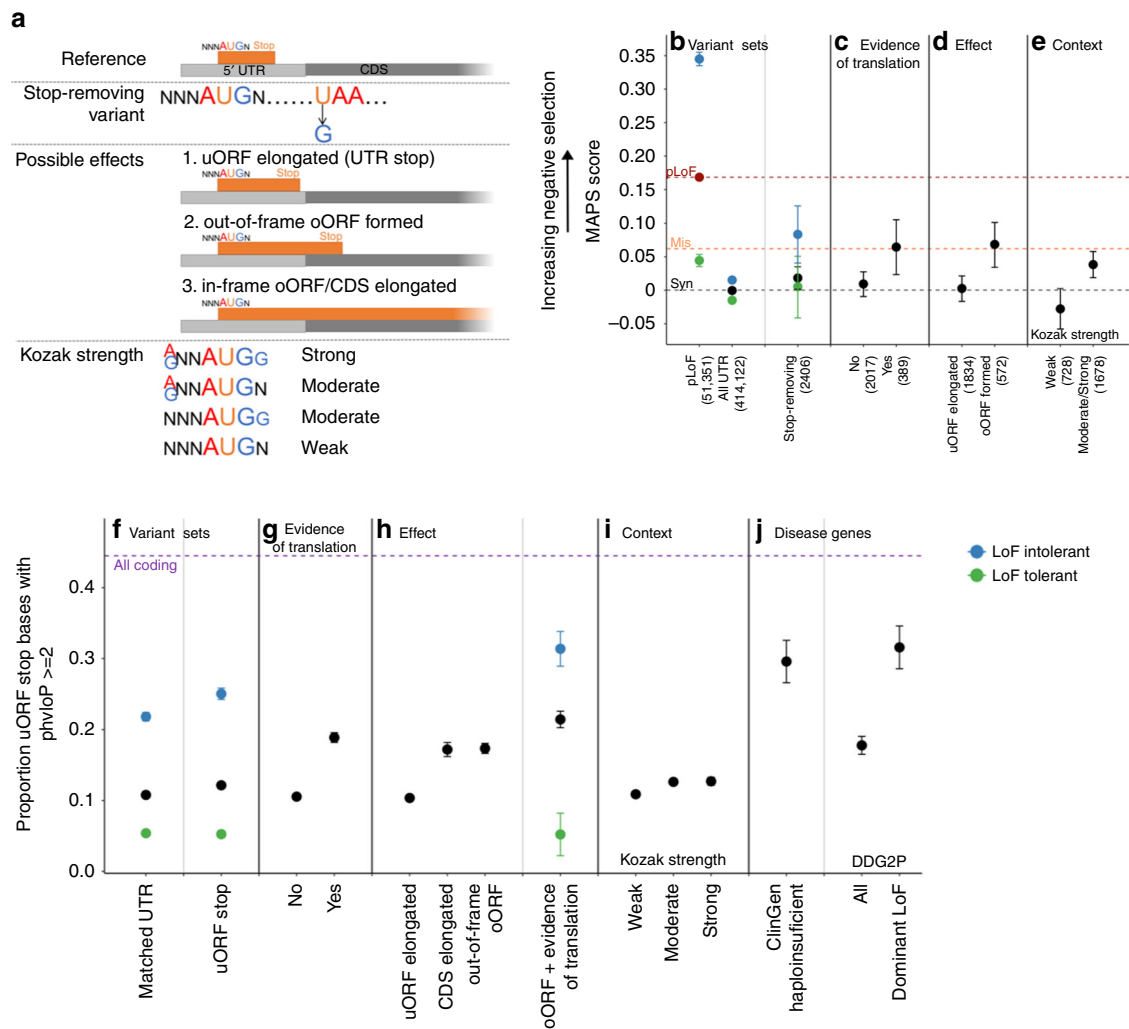 a
Reference
NNNAUGN Stop
5′ UTR
CDS
Stop-removing
variant
NNNAUGN......UAA...
G
Possible effects
1. uORF elongated (UTR stop)
NNNAUGN
Stop
2. out-of-frame oORF formed
NNNAUGN
Stop
3. in-frame oORF/CDS elongated
NNNAUGN
Kozak strength
A
GNNAUGG
Strong
A
GNNAUGN
Moderate
NNNAUGG
Moderate
NNNAUGN
Weak
Increasing negative selection
MAPS score
0.35
0.30
0.25
0.20
0.15
0.10
0.05
0
–0.05
b Variant sets
pLoF
Mis
Syn
pLoF
(51,351)
All UTR
(414,122)
Stop-removing
(2406)
c Evidence
of translation
No
(2017)
Yes
(389)
d Effect
uORF elongated
(1834)
oORF formed
(572)
e Context
Kozak strength
Weak
(728)
Moderate/Strong
(1678)
Proportion uORF stop bases with
phyloP >=2
0.4
0.3
0.2
0.1
0.0
f Variant sets
All coding
Matched UTR
uORF stop
g Evidence
of translation
No
Yes
h Effect
uORF elongated
CDS elongated
out-of-frame
oORF
oORF + evidence
of translation
i Context
Kozak strength
Weak
Moderate
Strong
j Disease genes
DDG2P
ClinGen
haploinsuficient
All
Dominant LoF
LoF intolerant
LoF tolerant